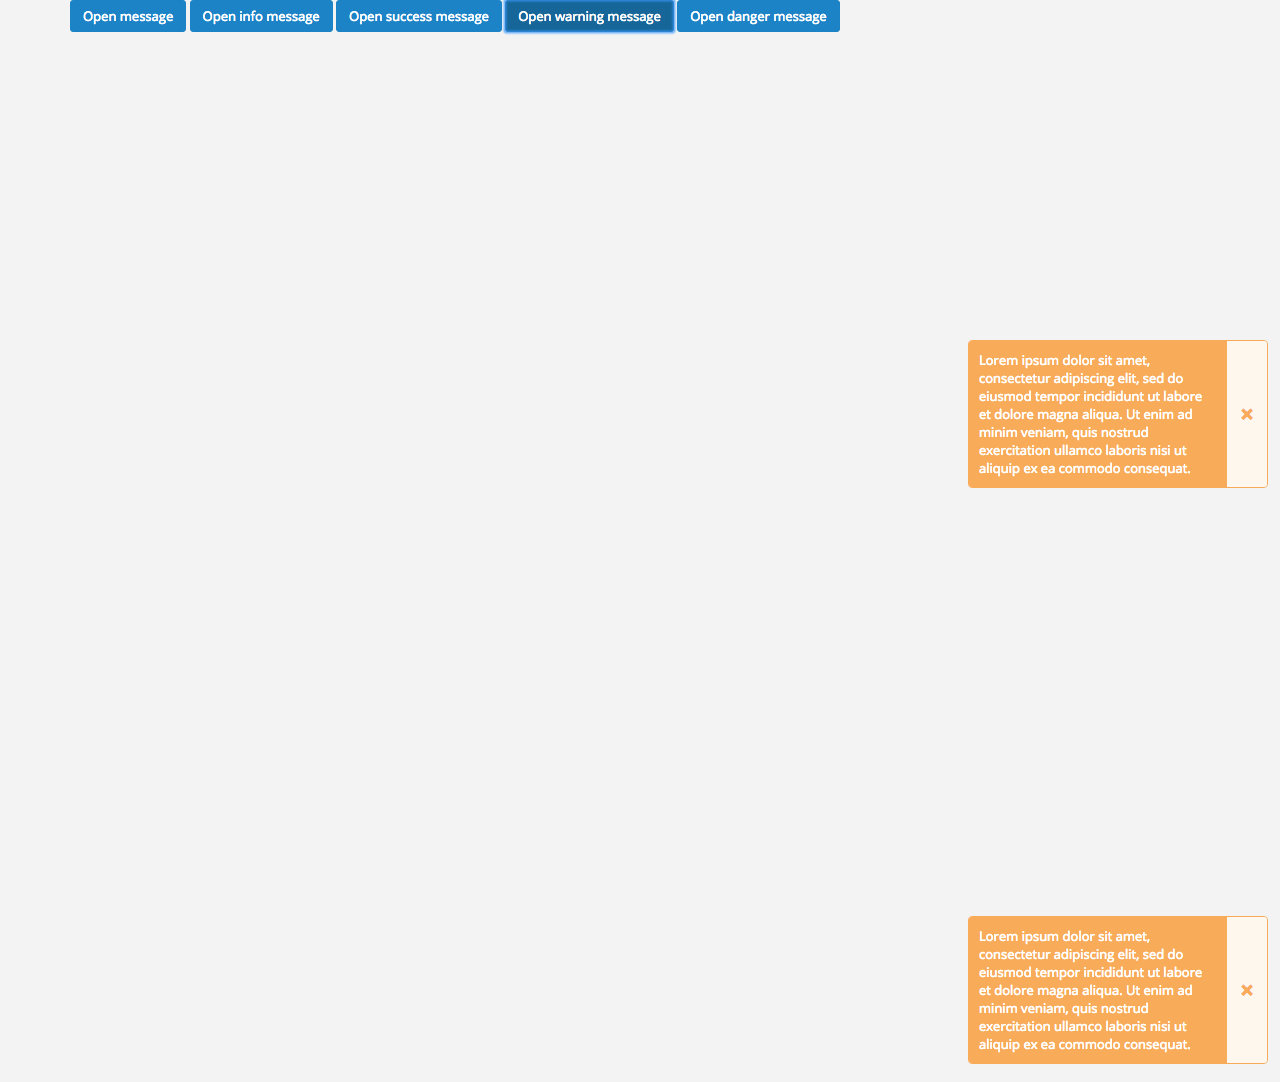 Open message Open info message Open success message Open warning message Open danger message
Lorem ipsum dolor sit amet,
consectetur adipiscing elit, sed do
eiusmod tempor incididunt ut labore
et dolore magna aliqua. Ut enim ad
minim veniam, quis nostrud
exercitation ullamco laboris nisi ut
aliquip ex ea commodo consequat.
Lorem ipsum dolor sit amet,
consectetur adipiscing elit, sed do
eiusmod tempor incididunt ut labore
et dolore magna aliqua. Ut enim ad
minim veniam, quis nostrud
exercitation ullamco laboris nisi ut
aliquip ex ea commodo consequat.